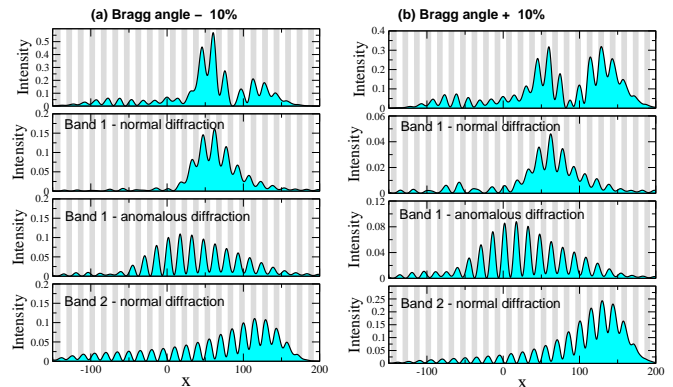 (a) Bragg angle – 10%
Intensity
0.5
0.4
0.3
0.2
0.1
0
0.2
Band 1 - normal diffraction
Intensity
0.15
0.1
0.05
0
0.2
Band 1 - anomalous diffraction
Intensity
0.15
0.1
0.05
0
0.2
Band 2 - normal diffraction
Intensity
0.15
0.1
0.05
0
-100 0 100 200
x
(b) Bragg angle + 10%
Intensity
0.4
0.3
0.2
0.1
0
0.06
Band 1 - normal diffraction
Intensity
0.04
0.02
0
0.12
Band 1 - anomalous diffraction
Intensity
0.08
0.04
0
Band 2 - normal diffraction
Intensity
0.25
0.2
0.15
0.1
0.05
0
-100 0 100 200
x